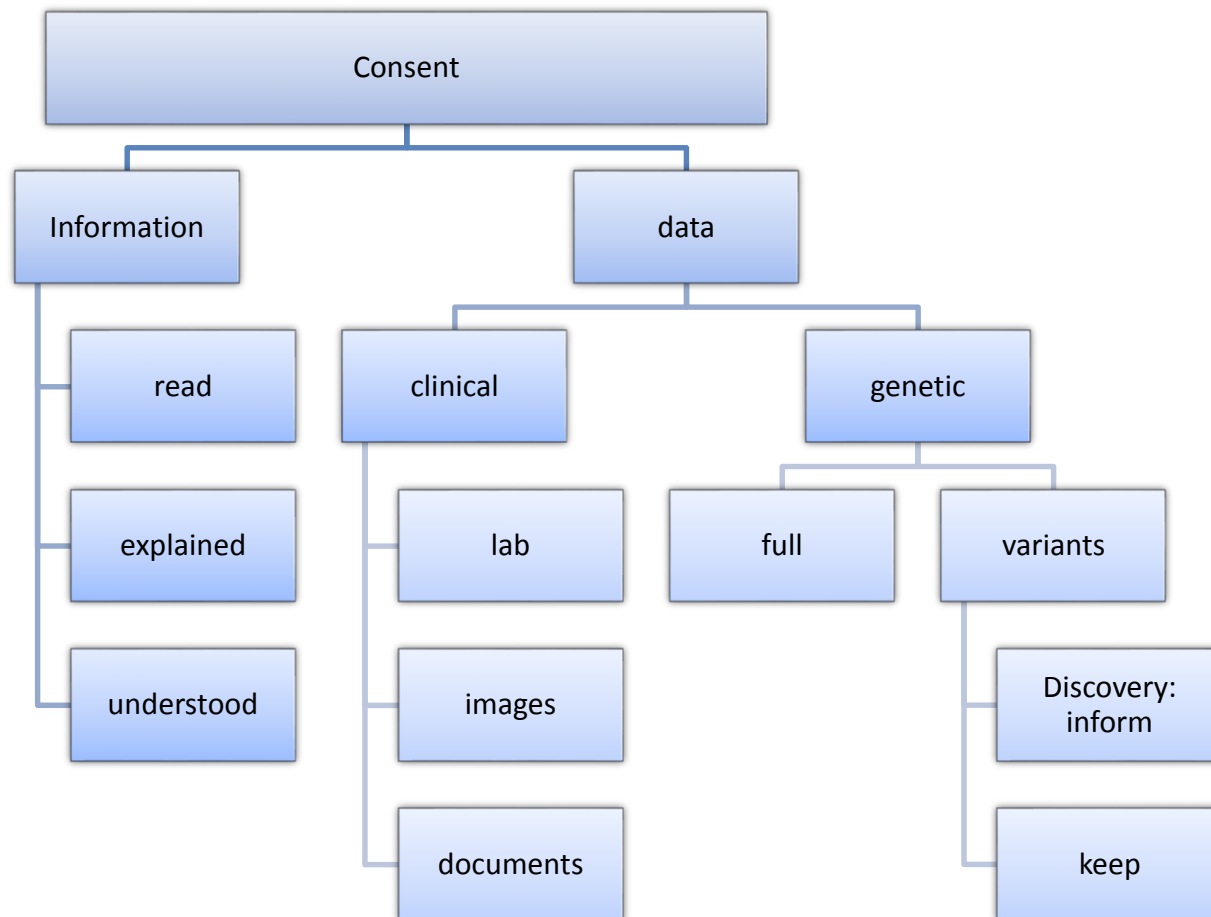 Consent
Information
data
read
clinical
genetic
explained
lab
full
variants
understood
images
Discovery:
inform
documents
keep